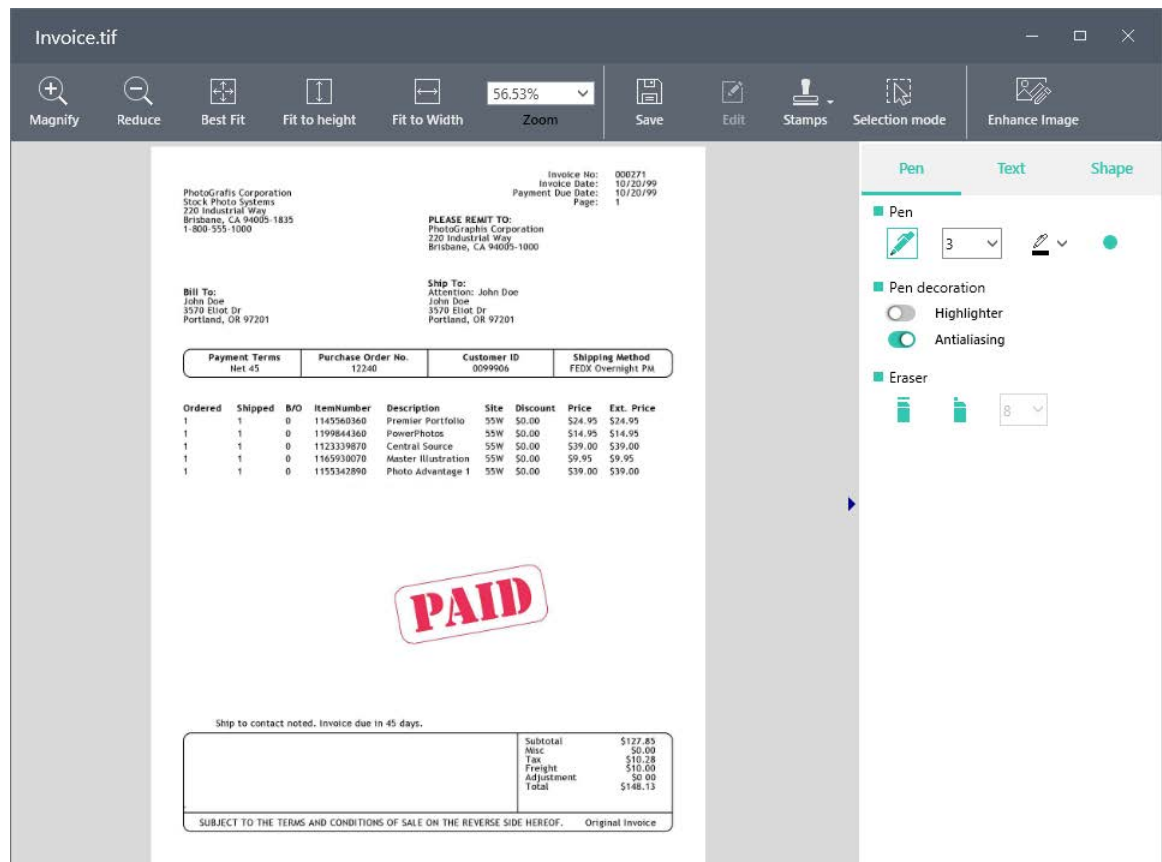 Invoice.tif
Magnify Reduce Best Fit Fit to height Fit to Width 56.53% Zoom Save Edit Stamps Selection mode Enhance Image
Invoice No: 000271
Invoice Date: 10/20/99
Payment Due Date: 10/20/99
Page: 1
PhotoGrafis Corporation
Stock Photo Systems
220 Industrial Way
Brisbane, CA 94005-1835
1-800-555-1000
PLEASE REMIT TO:
PhotoGraphis Corporation
220 Industrial Way
Brisbane, CA 94005-1000
Bill To:
John Doe
3570 Eliot Dr
Portland, OR 97201
Ship To:
Attention: John Doe
John Doe
3570 Eliot Dr
Portland, OR 97201
Payment Terms Purchase Order No. Customer ID Shipping Method
Net 45 12240 0099906 FEDX Overnight PM
Ordered Shipped B/O ItemNumber Description Site Discount Price Ext. Price
1 1 0 1145560360 Premier Portfolio 55W $0.00 $24.95 $24.95
1 1 0 1199844360 PowerPhotos 55W $0.00 $14.95 $14.95
1 1 0 1123339870 Central Source 55W $0.00 $39.00 $39.00
1 1 0 1165930070 Master Illustration 55W $0.00 $9.95 $9.95
1 1 0 1155342890 Photo Advantage 1 55W $0.00 $39.00 $39.00
PAID
Ship to contact noted. Invoice due in 45 days.
Subtotal $127.85
Misc $0.00
Tax $10.28
Freight $10.00
Adjustment $0 00
Total $148.13
SUBJECT TO THE TERMS AND CONDITIONS OF SALE ON THE REVERSE SIDE HEREOF. Original Invoice
Pen Text Shape
Pen
3
Pen decoration
Highlighter
Antialiasing
Eraser
8